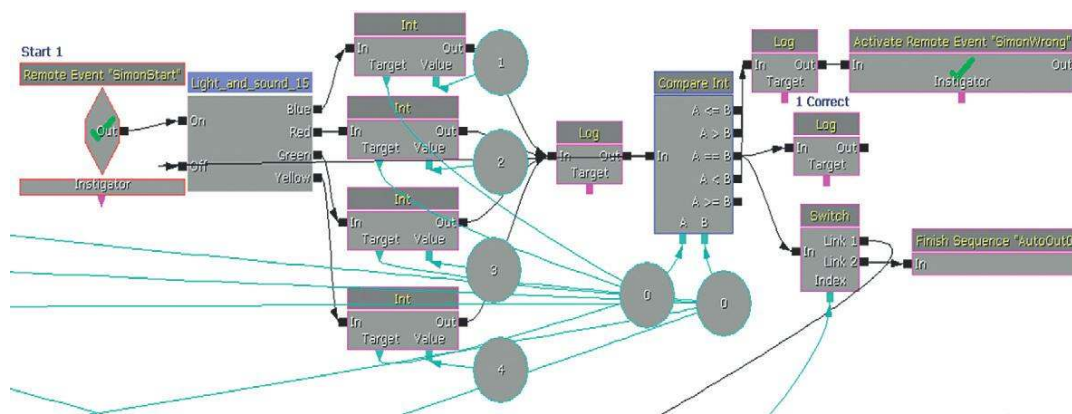 Start 1
Remote Event "SimonStart"
Out
Instigator
Light_and_sound_15
On
Off
Blue
Red
Green
Yellow
Int
In Out
Target Value
1
Int
In Out
Target Value
2
Int
In Out
Target Value
3
Int
In Out
Target Value
4
Log
In Out
Target
Compare Int
In
A <= B
A > B
A == B
A < B
A >= B
A B
0
0
Log
In Out
Target
Activate Remote Event "SimonWrong"
In
Instigator
1 Correct
Log
In Out
Target
Switch
In
Link 1
Link 2
Index
Finish Sequence
In